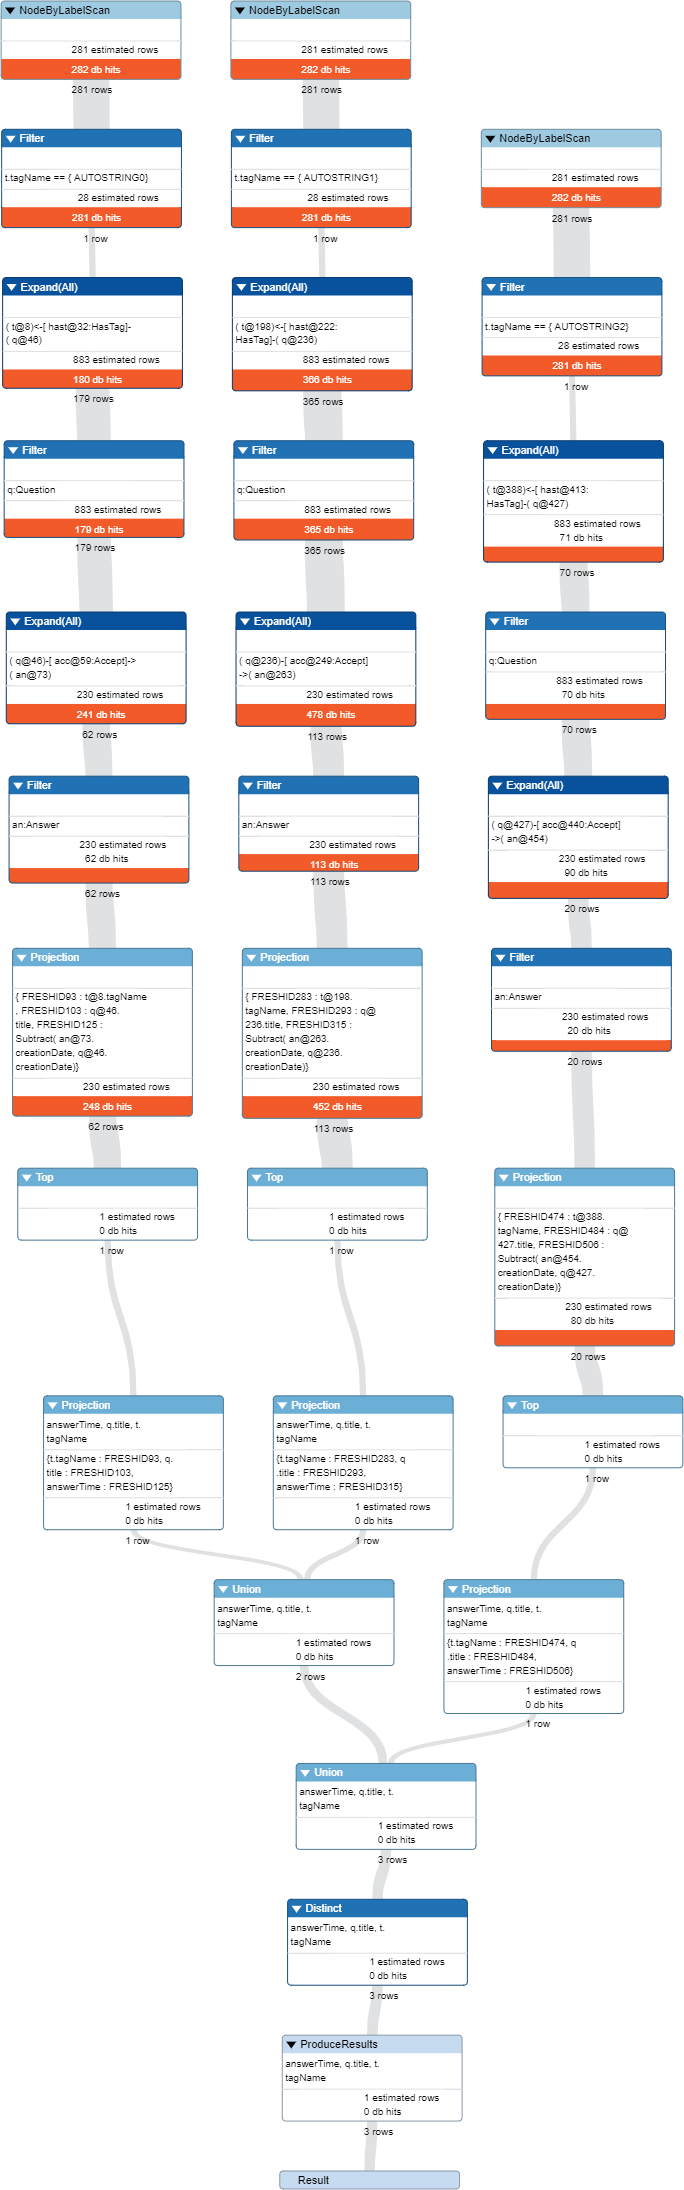 NodeByLabelScan
281 estimated rows
282 db hits
281 rows
Filter
t.tagName == { AUTOSTRING0}
28 estimated rows
281 db hits
1 row
Expand(All)
( t@8)<-[ hast@32:HasTag]-
( q@46)
883 estimated rows
180 db hits
179 rows
Filter
q:Question
883 estimated rows
179 db hits
179 rows
Expand(All)
( q@46)-[ acc@59:Accept]->
( an@73)
230 estimated rows
241 db hits
62 rows
Filter
an:Answer
230 estimated rows
62 db hits
62 rows
Projection
{ FRESHID93 : t@8.tagName
, FRESHID103 : q@46.
title, FRESHID125 :
Subtract( an@73.
creationDate, q@46.
creationDate)}
230 estimated rows
248 db hits
62 rows
Top
1 estimated rows
0 db hits
1 row
Projection
answerTime, q.title, t.
tagName
{t.tagName : FRESHID93, q.
title : FRESHID103,
answerTime : FRESHID125}
1 estimated rows
0 db hits
1 row
NodeByLabelScan
281 estimated rows
282 db hits
281 rows
Filter
t.tagName == { AUTOSTRING1}
28 estimated rows
281 db hits
1 row
Expand(All)
( t@198)<-[ hast@222:
HasTag]-( q@236)
883 estimated rows
366 db hits
365 rows
Filter
q:Question
883 estimated rows
365 db hits
365 rows
Expand(All)
( q@236)-[ acc@249:Accept]
->( an@263)
230 estimated rows
478 db hits
113 rows
Filter
an:Answer
230 estimated rows
113 db hits
113 rows
Projection
{ FRESHID283 : t@198.
tagName, FRESHID293 : q@
236.title, FRESHID315 :
Subtract( an@263.
creationDate, q@236.
creationDate)}
230 estimated rows
452 db hits
113 rows
Top
1 estimated rows
0 db hits
1 row
Projection
answerTime, q.title, t.
tagName
{t.tagName : FRESHID283, q
.title : FRESHID293,
answerTime : FRESHID315}
1 estimated rows
0 db hits
1 row
NodeByLabelScan
281 estimated rows
282 db hits
281 rows
Filter
t.tagName == { AUTOSTRING2}
28 estimated rows
281 db hits
1 row
Expand(All)
( t@388)<-[ hast@413:
HasTag]-( q@427)
883 estimated rows
71 db hits
70 rows
Filter
q:Question
883 estimated rows
70 db hits
70 rows
Expand(All)
( q@427)-[ acc@440:Accept]
->( an@454)
230 estimated rows
90 db hits
20 rows
Filter
an:Answer
230 estimated rows
20 db hits
20 rows
Projection
{ FRESHID474 : t@388.
tagName, FRESHID484 : q@
427.title, FRESHID506 :
Subtract( an@454.
creationDate, q@427.
creationDate)}
230 estimated rows
80 db hits
20 rows
Top
1 estimated rows
0 db hits
1 row
Union
answerTime, q.title, t.
tagName
1 estimated rows
0 db hits
2 rows
Projection
answerTime, q.title, t.
tagName
{t.tagName : FRESHID474, q
.title : FRESHID484,
answerTime : FRESHID506}
1 estimated rows
0 db hits
1 row
Union
answerTime, q.title, t.
tagName
1 estimated rows
0 db hits
3 rows
Distinct
answerTime, q.title, t.
tagName
1 estimated rows
0 db hits
3 rows
ProduceResults
answerTime, q.title, t.
tagName
1 estimated rows
0 db hits
3 rows
Result